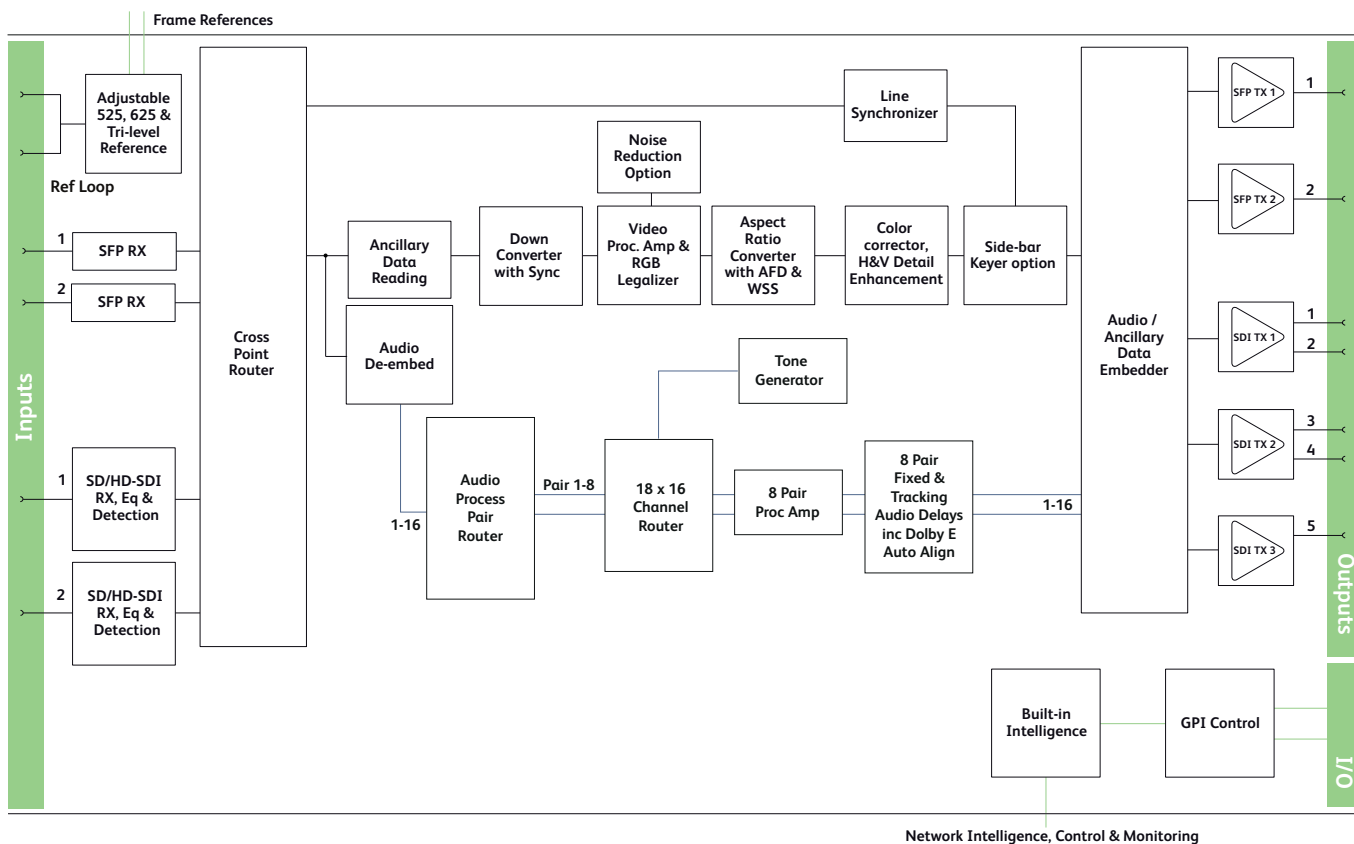 Frame References
Inputs
Adjustable
525, 625 &
Tri-level
Reference
Ref Loop
1
SFP RX
2
SFP RX
1
SD/HD-SDI
RX, Eq &
Detection
2
SD/HD-SDI
RX, Eq &
Detection
Cross
Point
Router
Line
Synchronizer
Noise
Reduction
Option
Ancillary
Data
Reading
Down
Converter
with Sync
Video
Proc. Amp &
RGB
Legalizer
Aspect
Ratio
Converter
with AFD &
WSS
Color
corrector,
H&V Detail
Enhancement
Side-bar
Keyer option
Audio
De-embed
Tone
Generator
1-16
Audio
Process
Pair
Router
Pair 1-8
18 x 16
Channel
Router
8 Pair
Proc Amp
8 Pair
Fixed &
Tracking
Audio Delays
inc Dolby E
Auto Align
1-16
Audio /
Ancillary
Data
Embedder
SFP TX 1
1
SFP TX 2
2
SDI TX 1
1
2
SDI TX 2
3
4
SDI TX 3
5
Outputs
Built-in
Intelligence
GPI Control
I/O
Network Intelligence, Control & Monitoring